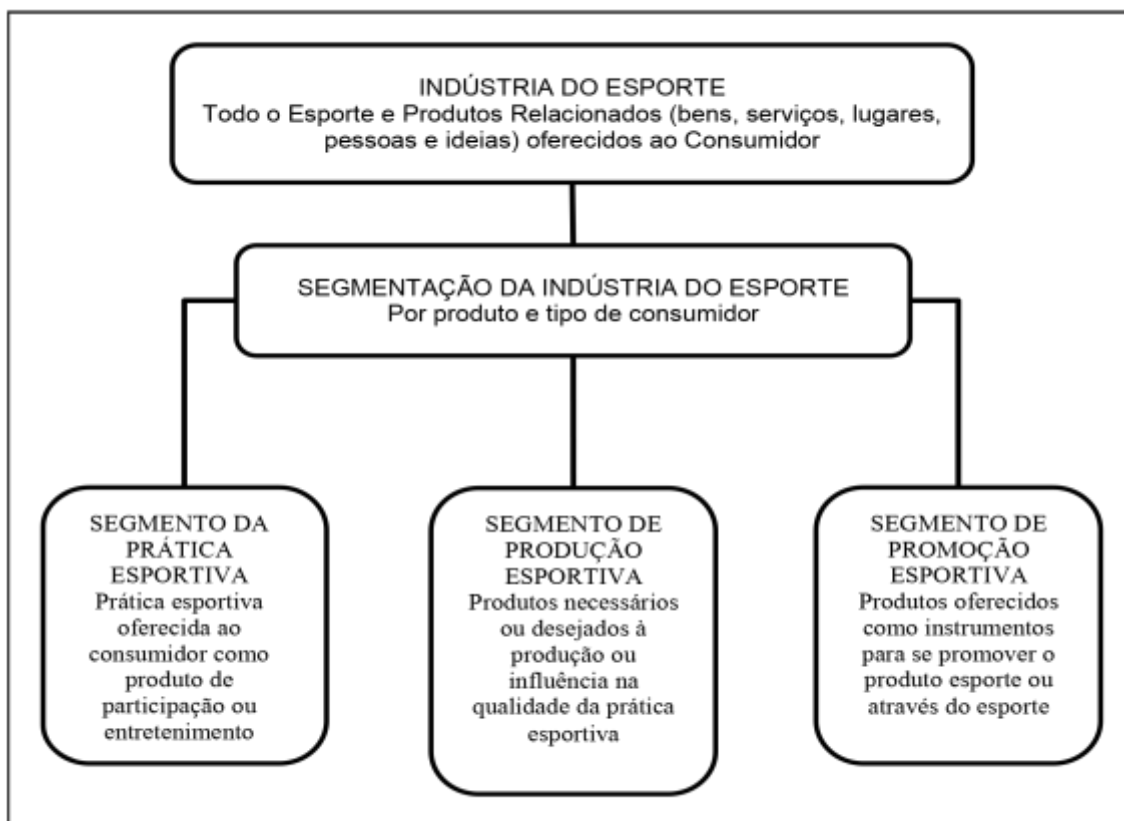 INDÚSTRIA DO ESPORTE
Todo o Esporte e Produtos Relacionados (bens, serviços, lugares,
pessoas e ideias) oferecidos ao Consumidor
SEGMENTAÇÃO DA INDÚSTRIA DO ESPORTE
Por produto e tipo de consumidor
SEGMENTO DA
PRÁTICA
ESPORTIVA
Prática esportiva
oferecida ao
consumidor como
produto de
participação ou
entretenimento
SEGMENTO DE
PRODUÇÃO
ESPORTIVA
Produtos necessários
ou desejados à
produção ou
influência na
qualidade da prática
esportiva
SEGMENTO DE
PROMOÇÃO
ESPORTIVA
Produtos oferecidos
como instrumentos
para se promover o
produto esporte ou
através do esporte